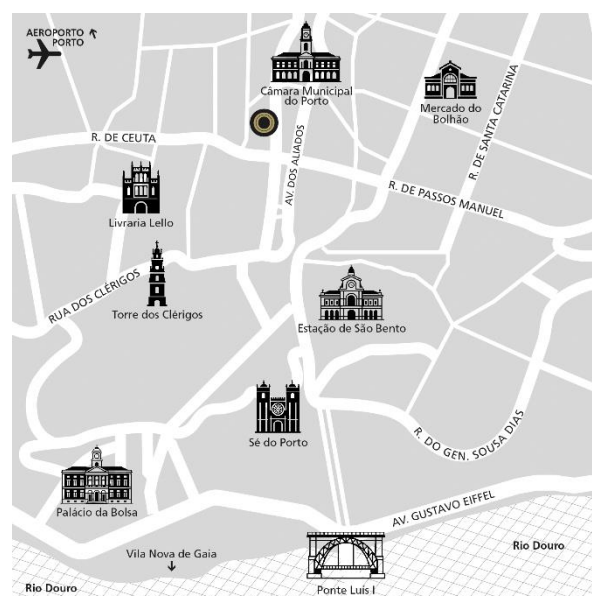 AEROPORTO
PORTO
Câmara Municipal
do Porto
Mercado do
Bolhão
R. DE SANTA CATARINA
R. DE CEUTA
AV. DOS ALIADOS
R. DE PASSOS MANUEL
Livraria Lello
RUA DOS CLÉRIGOS
Torre dos Clérigos
Estação de São Bento
Sé do Porto
R. DO GEN. SOUSA DIAS
Palácio da Bolsa
AV. GUSTAVO EIFFEL
Vila Nova de Gaia
Rio Douro
Rio Douro
Ponte Luís I